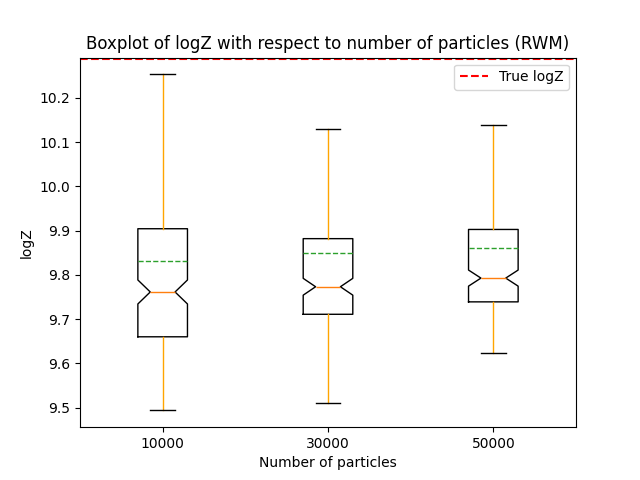 Boxplot of logZ with respect to number of particles (RWM)
True logZ
10.2
10.1
10.0
9.9
9.8
9.7
9.6
9.5
logZ
10000
30000
50000
Number of particles